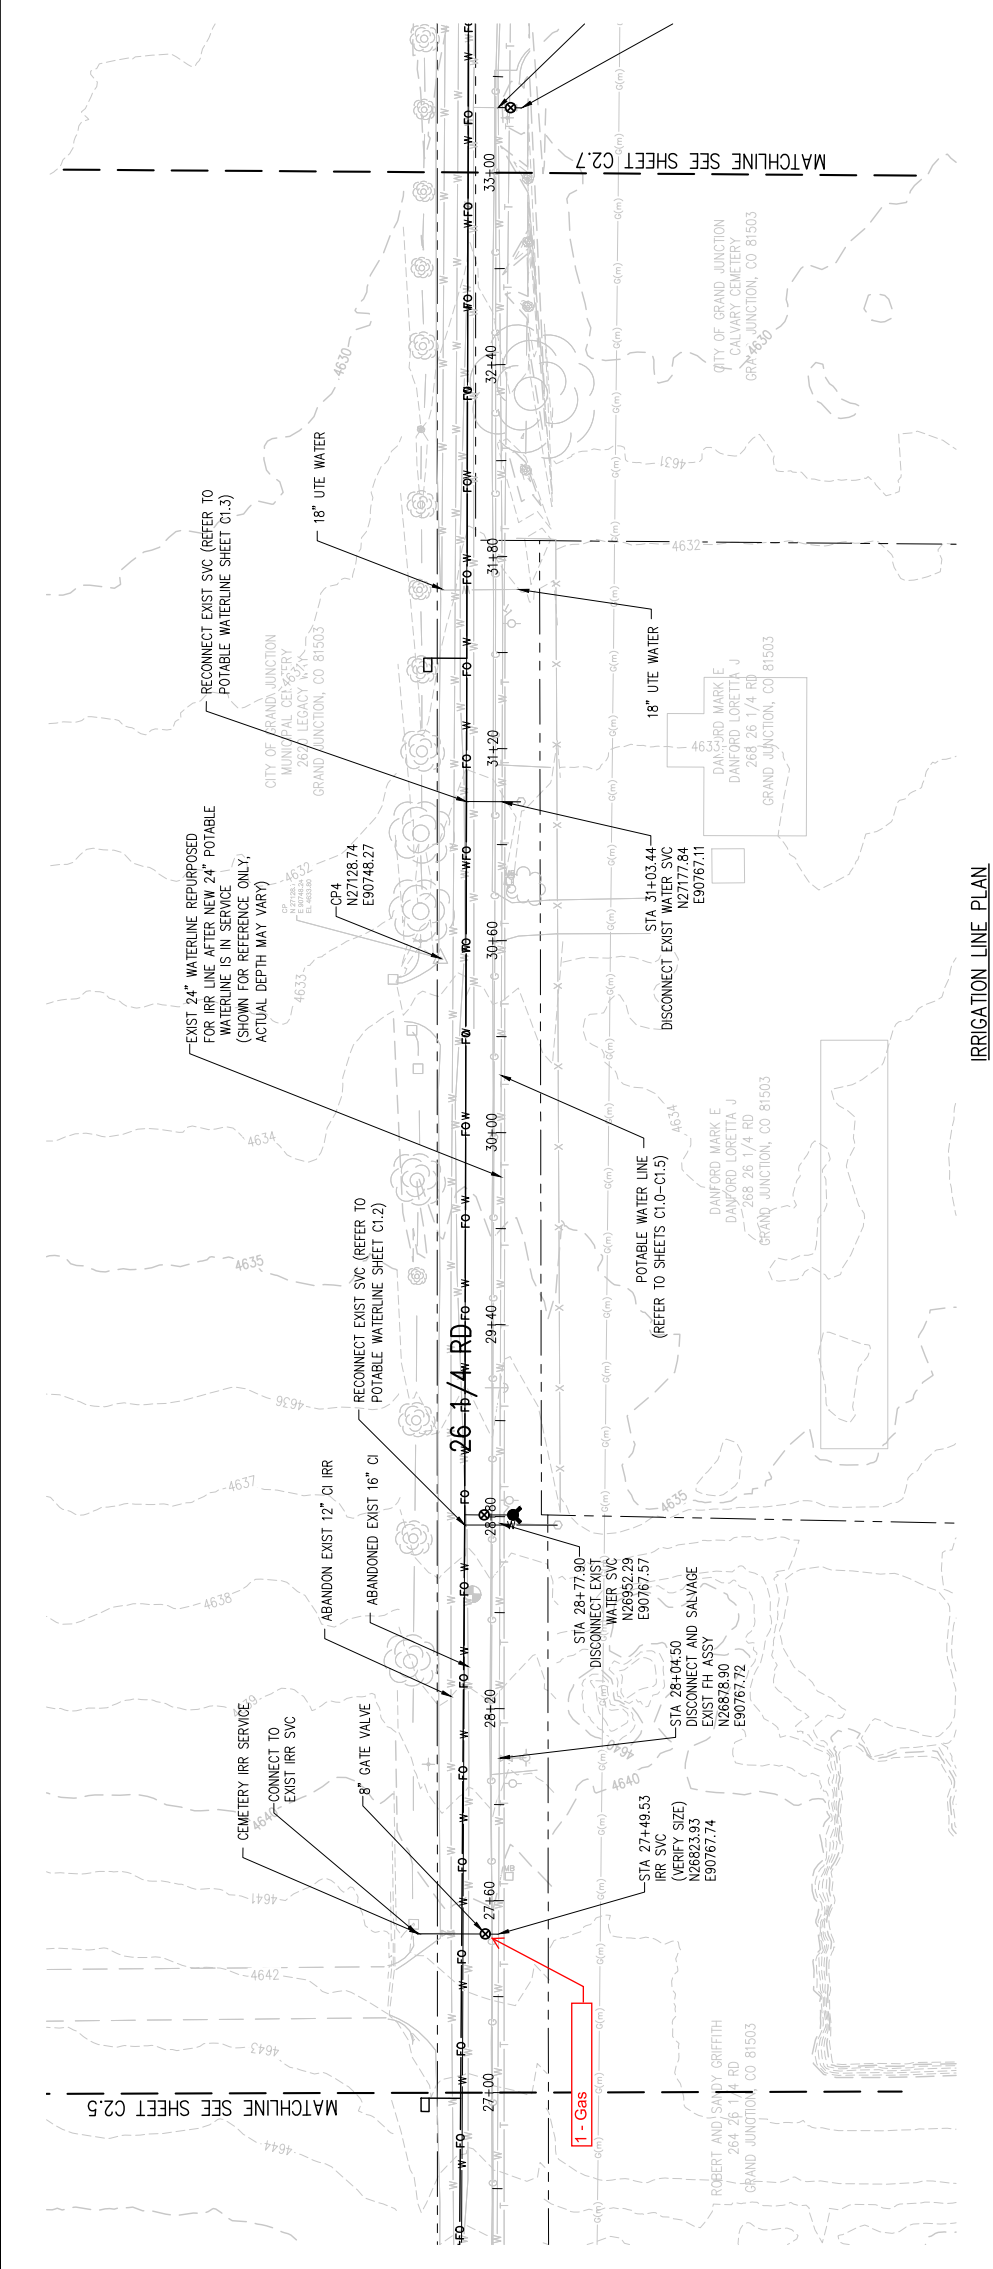 MATCHLINE SEE SHEET C2.5
MATCHLINE SEE SHEET C2.7
CEMETERY IRR SERVICE
CONNECT TO
EXIST IRR SVC
8" GATE VALVE
ABANDON EXIST 12" CI IRR
ABANDONED EXIST 16" CI
RECONNECT EXIST SVC (REFER TO
POTABLE WATERLINE SHEET C1.2)
EXIST 24" WATERLINE REPURPOSED
FOR IRR LINE AFTER NEW 24" POTABLE
WATERLINE IS IN SERVICE
(SHOWN FOR REFERENCE ONLY,
ACTUAL DEPTH MAY VARY)
CP4
N27128.74
E90748.27
RECONNECT EXIST SVC (REFER TO
POTABLE WATERLINE SHEET C1.3)
18" UTE WATER
CITY OF GRAND JUNCTION
MUNICIPAL CEMETERY
GRAND JUNCTION, CO 81503
26 1/4 RD
27+00
27+60
28+20
28+80
29+40
30+00
30+60
31+20
31+80
32+40
33+00
1 - Gas
STA 27+49.53
IRR SVC
(VERIFY SIZE)
N26823.93
E90767.74
STA 28+04.50
DISCONNECT AND SALVAGE
EXIST FH ASSY
N26878.90
E90767.72
STA 28+77.90
DISCONNECT EXIST
WATER SVC
N26952.29
E90767.57
POTABLE WATER LINE
(REFER TO SHEETS C1.0-C1.5)
STA 31+03.44
DISCONNECT EXIST WATER SVC
N27177.84
E90767.11
18" UTE WATER
ROBERT AND SANDY GRIFFITH
264 26 1/4 RD
GRAND JUNCTION, CO 81503
DANFORD MARK E
DANFORD LORETTA J
268 26 1/4 RD
GRAND JUNCTION, CO 81503
DANFORD MARK E
DANFORD LORETTA J
268 26 1/4 RD
GRAND JUNCTION, CO 81503
CITY OF GRAND JUNCTION
CALVARY CEMETERY
GRAND JUNCTION, CO 81503
4644
4643
4642
4641
4640
4638
4637
4636
4635
4634
4633
4632
4630
4640
4635
4634
4633
4632
4631
4630
IRRIGATION LINE PLAN